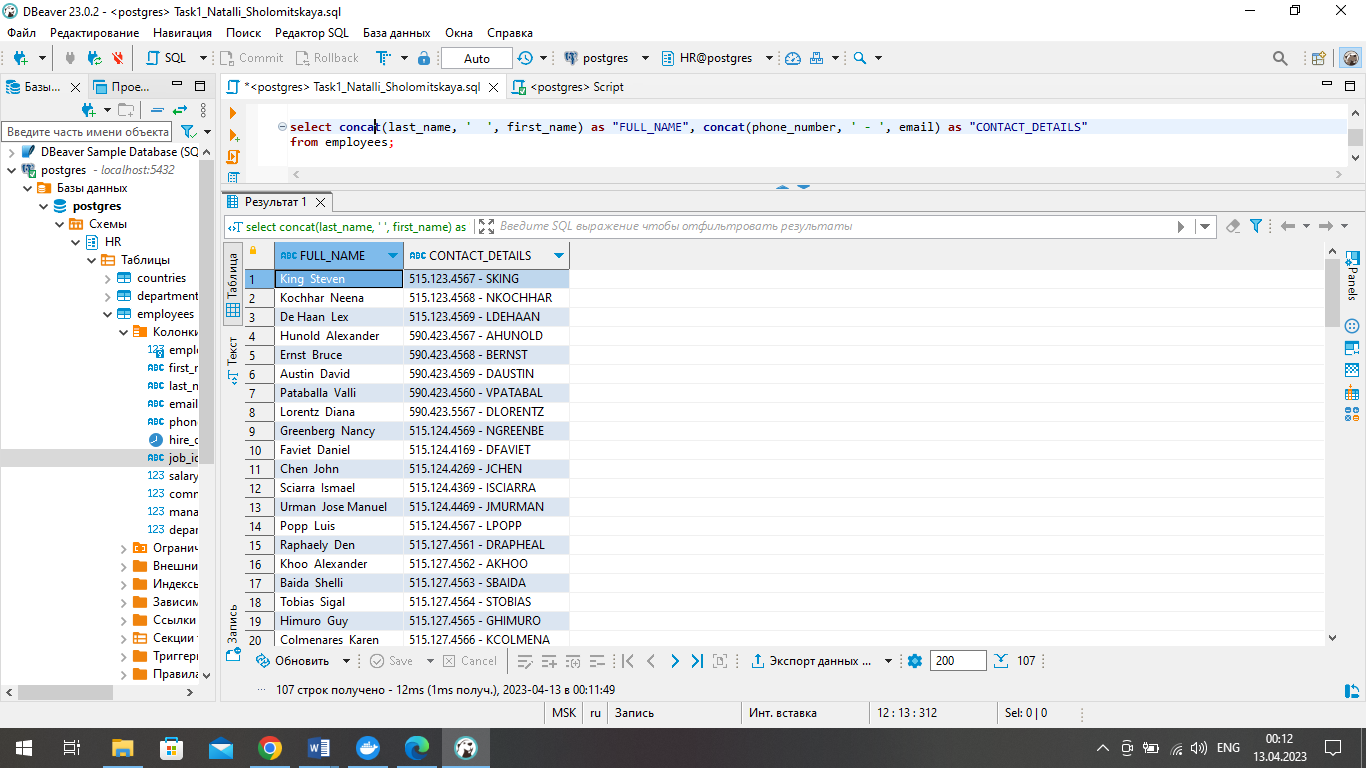 DBeaver 23.0.2 - <postgres> Task1_Natalli_Sholomitskaya.sql
Файл Редактирование Навигация Поиск Редактор SQL База данных Окна Справка
SQL Commit Rollback Auto postgres HR@postgres
Базы... Прое...
*<postgres> Task1_Natalli_Sholomitskaya.sql <postgres> Script
Введите часть имени объекта
DBeaver Sample Database (SQ
postgres - localhost:5432
Базы данных
postgres
Схемы
HR
Таблицы
countries
department
employees
Колонки
empl
first_r
last_n
email
phon
hire_c
job_ic
salary
comn
mana
depar
Огранич
Внешни
Индексы
Зависим
Ссылки
Секции т
Триггерь
Правила
select concat(last_name, '  ', first_name) as "FULL_NAME", concat(phone_number, ' - ', email) as "CONTACT_DETAILS"
from employees;
Результат 1
select concat(last_name, ' ', first_name) as
Введите SQL выражение чтобы отфильтровать результаты
Таблица
Текст
Запись
FULL_NAME CONTACT_DETAILS
1 King  Steven 515.123.4567 - SKING
2 Kochhar  Neena 515.123.4568 - NKOCHHAR
3 De Haan  Lex 515.123.4569 - LDEHAAN
4 Hunold  Alexander 590.423.4567 - AHUNOLD
5 Ernst  Bruce 590.423.4568 - BERNST
6 Austin  David 590.423.4569 - DAUSTIN
7 Pataballa  Valli 590.423.4560 - VPATABAL
8 Lorentz  Diana 590.423.5567 - DLORENTZ
9 Greenberg  Nancy 515.124.4569 - NGREENBE
10 Faviet  Daniel 515.124.4169 - DFAVIET
11 Chen  John 515.124.4269 - JCHEN
12 Sciarra  Ismael 515.124.4369 - ISCIARRA
13 Urman  Jose Manuel 515.124.4469 - JMURMAN
14 Popp  Luis 515.124.4567 - LPOPP
15 Raphaely  Den 515.127.4561 - DRAPHEAL
16 Khoo  Alexander 515.127.4562 - AKHOO
17 Baida  Shelli 515.127.4563 - SBAIDA
18 Tobias  Sigal 515.127.4564 - STOBIAS
19 Himuro  Guy 515.127.4565 - GHIMURO
20 Colmenares  Karen 515.127.4566 - KCOLMENA
Panels
Обновить Save Cancel Экспорт данных ... 200 107
107 строк получено - 12ms (1ms получ.), 2023-04-13 в 00:11:49
MSK ru Запись Инт. вставка 12 : 13 : 312 Sel: 0 | 0
ENG
00:12
13.04.2023